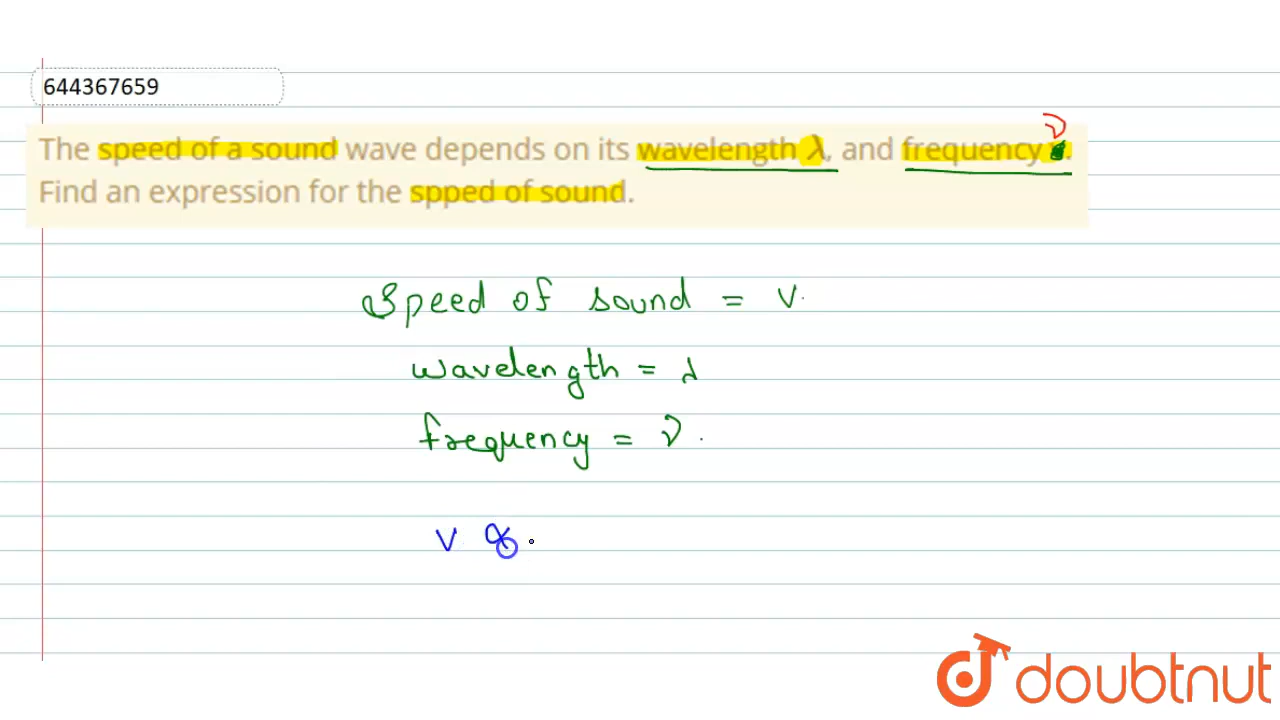 644367659
ν
The speed of a sound wave depends on its wavelength λ, and frequency .
Find an expression for the spped of sound.
Speed of sound = v.
wavelength = λ
frequency = ν.
v ∝
doubtnut